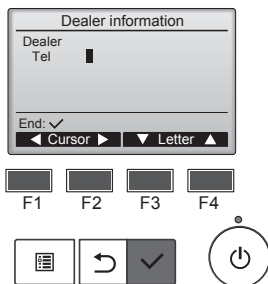 Dealer information
Dealer
Tel
End: ✓
◀ Cursor ▶ ▼ Letter ▲
F1 F2 F3 F4